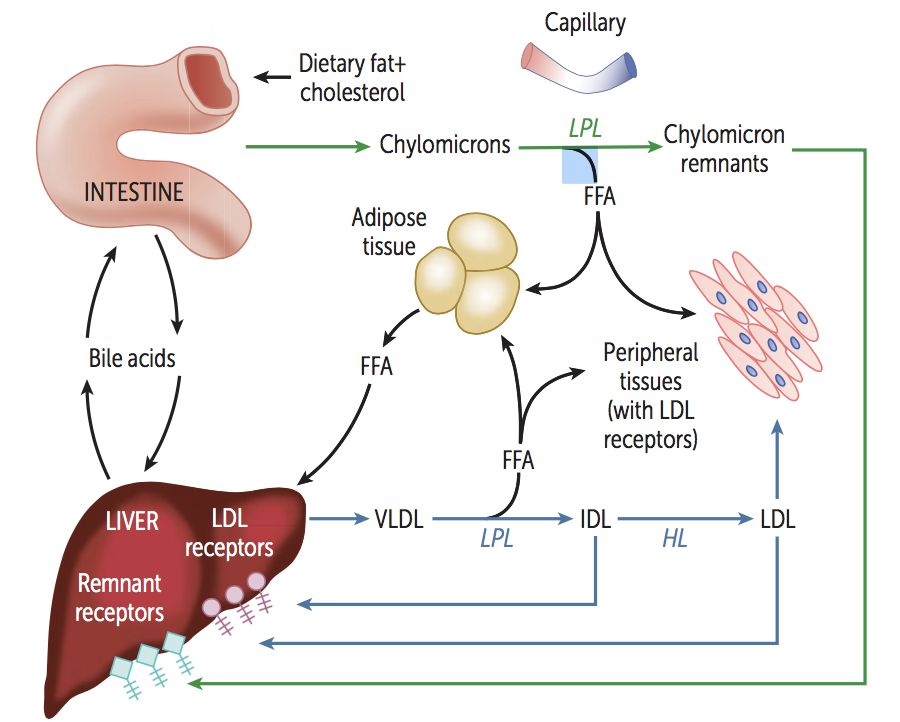 Capillary
Dietary fat+
cholesterol
Chylomicrons
LPL
Chylomicron
remnants
INTESTINE
FFA
Adipose
tissue
Bile acids
FFA
Peripheral
tissues
(with LDL
receptors)
FFA
LIVER
LDL
receptors
VLDL
LPL
IDL
HL
LDL
Remnant
receptors